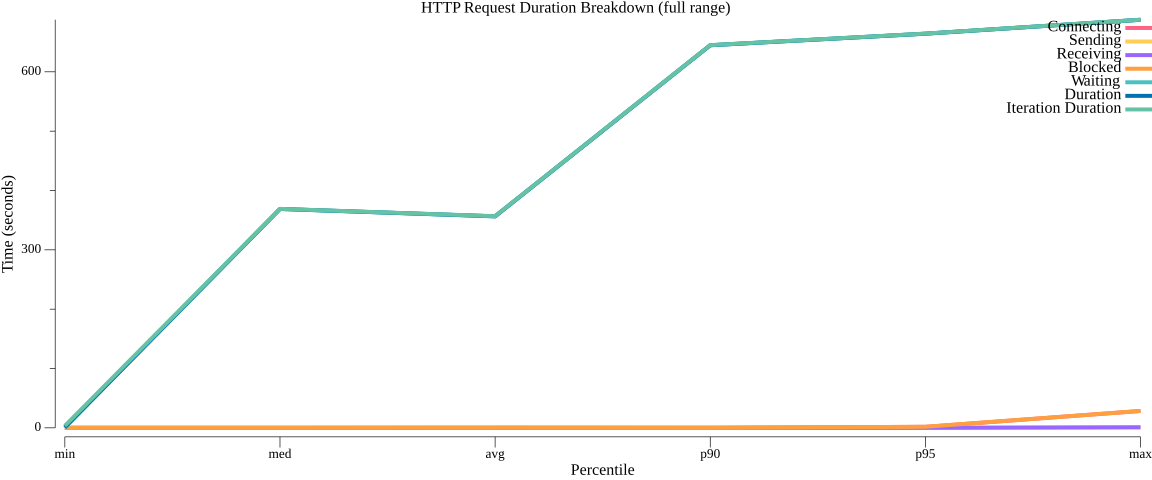 HTTP Request Duration Breakdown (full range)
Connecting
Sending
Receiving
Blocked
Waiting
Duration
Iteration Duration
Time (seconds)
600
300
0
min med avg p90 p95 max
Percentile